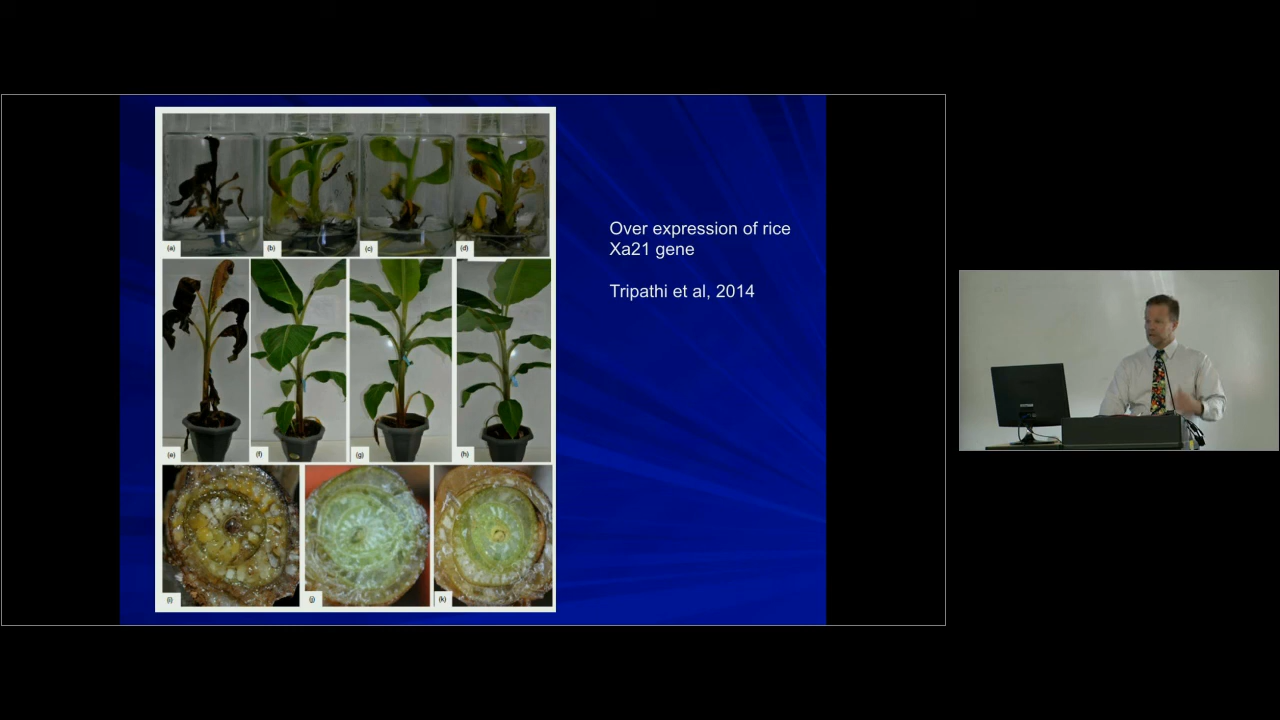 (a)
(b)
(c)
(d)
(e)
(f)
(g)
(h)
(i)
(j)
(k)
Over expression of rice
Xa21 gene
Tripathi et al, 2014